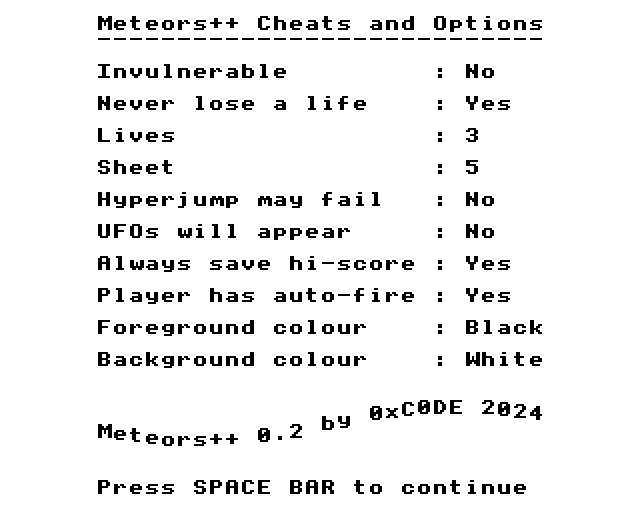 Meteors++ Cheats and Options
Invulnerable : No
Never lose a life : Yes
Lives : 3
Sheet : 5
Hyperjump may fail : No
UFOs will appear : No
Always save hi-score : Yes
Player has auto-fire : Yes
Foreground colour : Black
Background colour : White
Meteors++ 0.2 by 0xC0DE 2024
Press SPACE BAR to continue